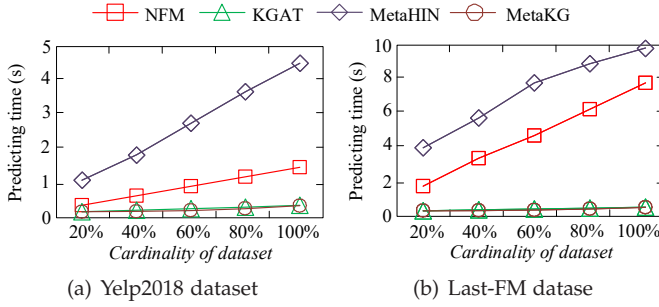 NFM KGAT MetaHIN MetaKG
Predicting time (s)
5
4
3
2
1
0
20% 40% 60% 80% 100%
Cardinality of dataset
(a) Yelp2018 dataset
Predicting time (s)
10
8
6
4
2
0
20% 40% 60% 80% 100%
Cardinality of dataset
(b) Last-FM datase